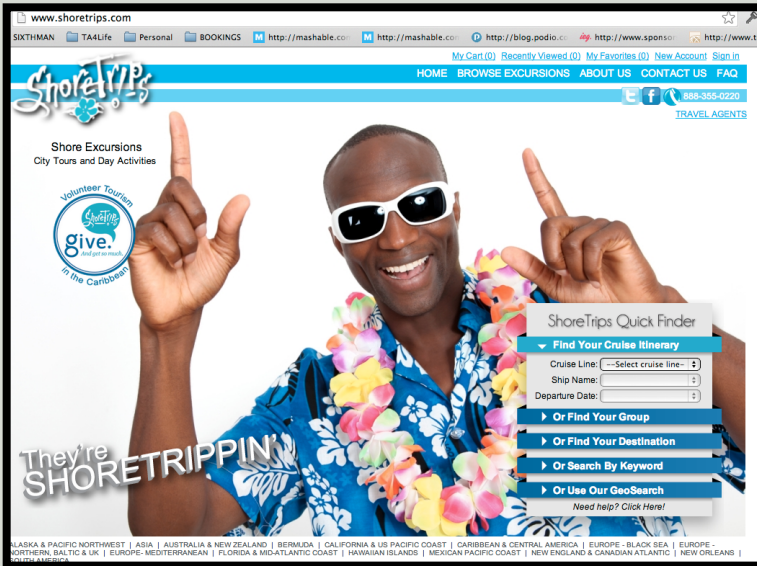 www.shoretrips.com
SIXTHMAN TA4Life Personal BOOKINGS http://mashable.com http://mashable.com http://blog.podio.co http://www.sponsor http://www.t
My Cart (0) Recently Viewed (0) My Favorites (0) New Account Sign in
HOME BROWSE EXCURSIONS ABOUT US CONTACT US FAQ
ShoreTrips
888-355-0220
TRAVEL AGENTS
Shore Excursions
City Tours and Day Activities
Volunteer Tourism
ShoreTrips
give.
And get so much.
in the Caribbean
ShoreTrips Quick Finder
Find Your Cruise Itinerary
Cruise Line: --Select cruise line--
Ship Name:
Departure Date:
Or Find Your Group
Or Find Your Destination
Or Search By Keyword
Or Use Our GeoSearch
Need help? Click Here!
They're
SHORETRIPPIN'
ALASKA & PACIFIC NORTHWEST | ASIA | AUSTRALIA & NEW ZEALAND | BERMUDA | CALIFORNIA & US PACIFIC COAST | CARIBBEAN & CENTRAL AMERICA | EUROPE - BLACK SEA | EUROPE -
NORTHERN, BALTIC & UK | EUROPE- MEDITERRANEAN | FLORIDA & MID-ATLANTIC COAST | HAWAIIAN ISLANDS | MEXICAN PACIFIC COAST | NEW ENGLAND & CANADIAN ATLANTIC | NEW ORLEANS |
SOUTH AMERICA